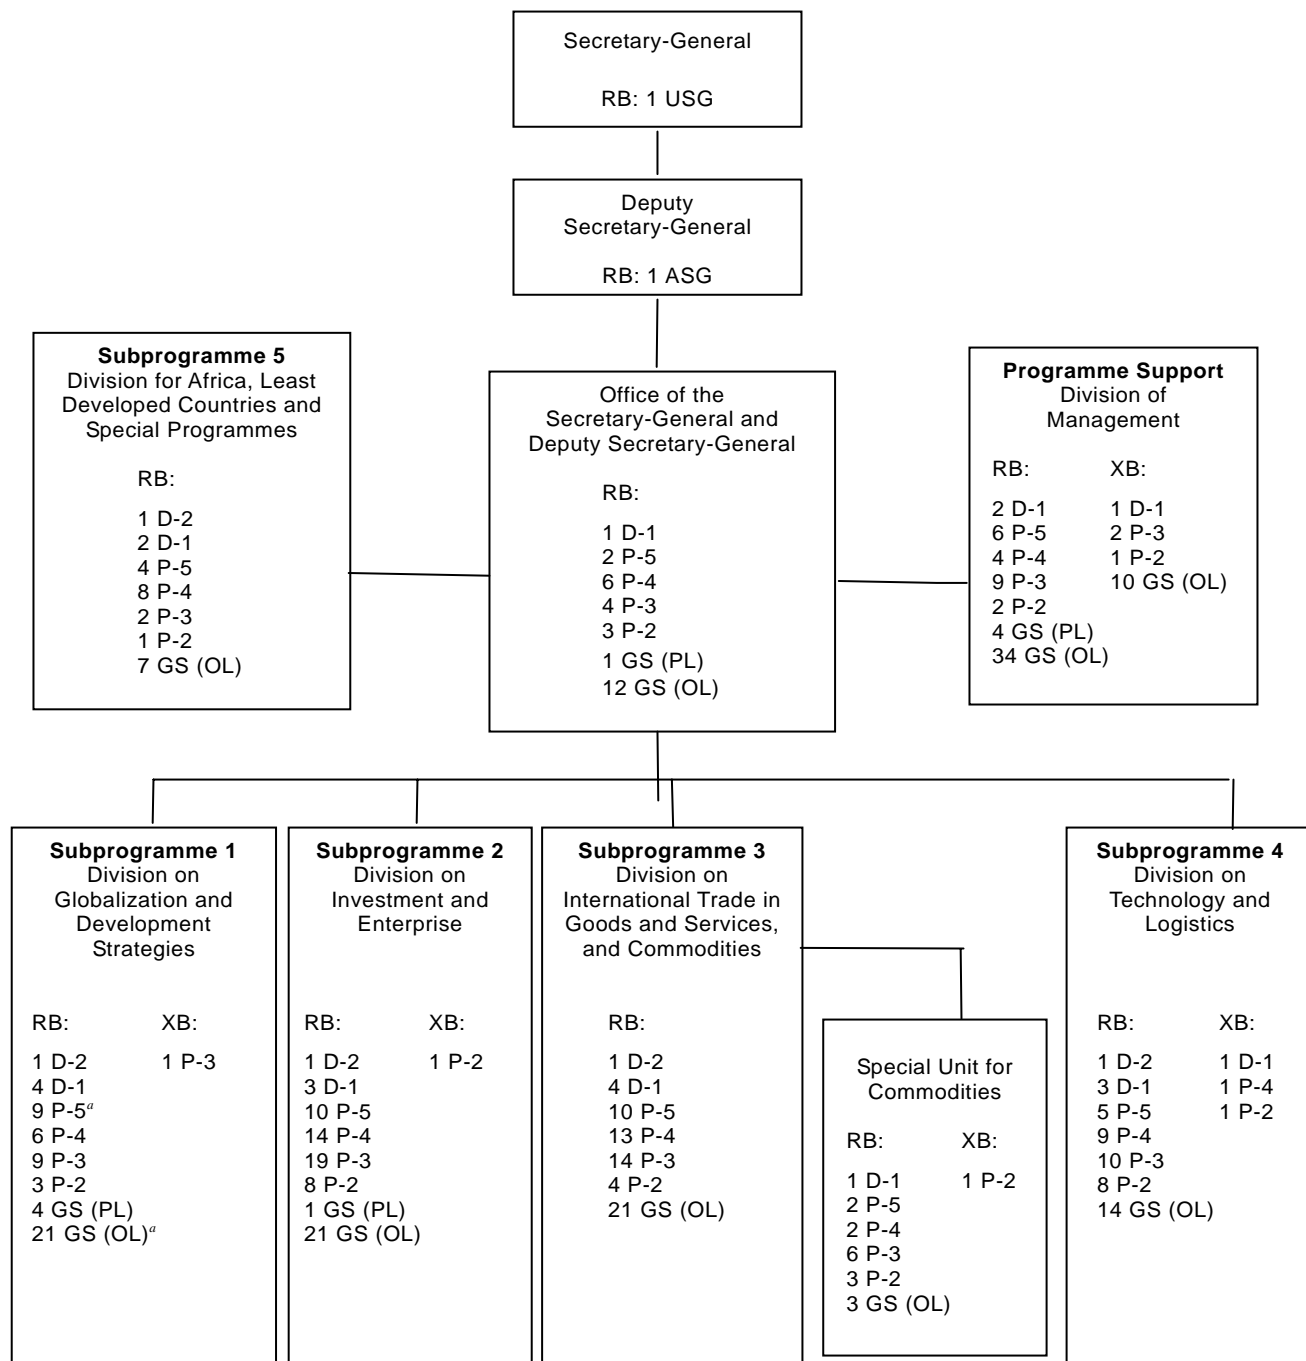 Secretary-General
RB: 1 USG
Deputy
Secretary-General
RB: 1 ASG
Subprogramme 5
Division for Africa, Least
Developed Countries and
Special Programmes
RB:
1 D-2
2 D-1
4 P-5
8 P-4
2 P-3
1 P-2
7 GS (OL)
Office of the
Secretary-General and
Deputy Secretary-General
RB:
1 D-1
2 P-5
6 P-4
4 P-3
3 P-2
1 GS (PL)
12 GS (OL)
Programme Support
Division of
Management
RB: XB:
2 D-1 1 D-1
6 P-5 2 P-3
4 P-4 1 P-2
9 P-3 10 GS (OL)
2 P-2
4 GS (PL)
34 GS (OL)
Subprogramme 1
Division on
Globalization and
Development
Strategies
RB: XB:
1 D-2 1 P-3
4 D-1
9 P-5ᵃ
6 P-4
9 P-3
3 P-2
4 GS (PL)
21 GS (OL)ᵃ
Subprogramme 2
Division on
Investment and
Enterprise
RB: XB:
1 D-2 1 P-2
3 D-1
10 P-5
14 P-4
19 P-3
8 P-2
1 GS (PL)
21 GS (OL)
Subprogramme 3
Division on
International Trade in
Goods and Services,
and Commodities
RB:
1 D-2
4 D-1
10 P-5
13 P-4
14 P-3
4 P-2
21 GS (OL)
Special Unit for
Commodities
RB: XB:
1 D-1 1 P-2
2 P-5
2 P-4
6 P-3
3 P-2
3 GS (OL)
Subprogramme 4
Division on
Technology and
Logistics
RB: XB:
1 D-2 1 D-1
3 D-1 1 P-4
5 P-5 1 P-2
9 P-4
10 P-3
8 P-2
14 GS (OL)